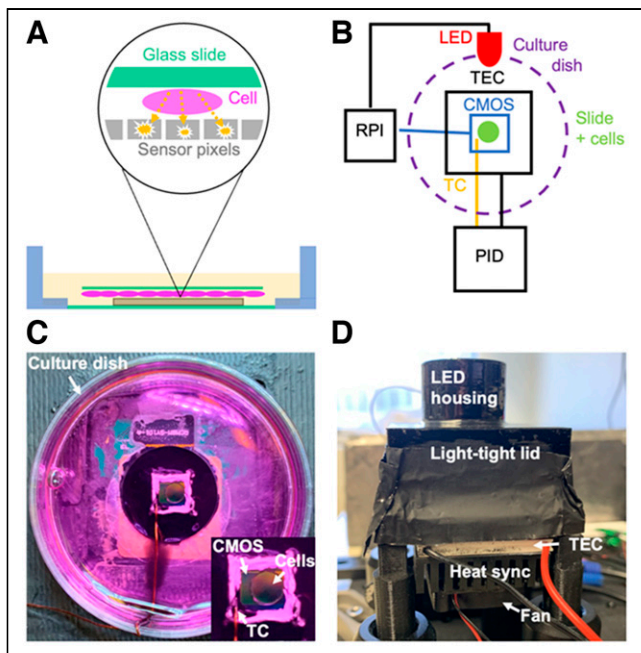 A
Glass slide
Cell
Sensor pixels
B
LED
Culture
dish
TEC
CMOS
RPI
Slide
+ cells
TC
PID
C
Culture dish
CMOS
Cells
TC
D
LED
housing
Light-tight lid
TEC
Heat sync
Fan